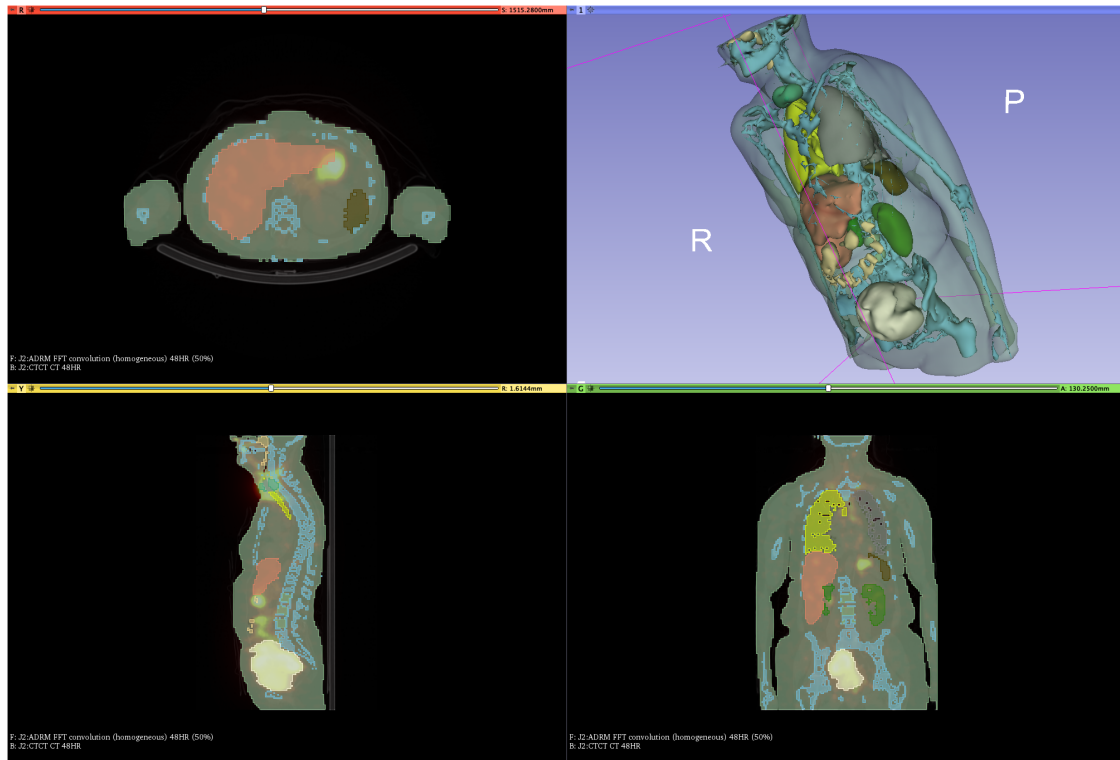 R
S: 1515.2800mm
1
P
R
F: J2:ADRM FFT convolution (homogeneous) 48HR (50%)
B: J2:CTCT CT 48HR
Y
R: 1.6144mm
G
A: 130.2500mm
F: J2:ADRM FFT convolution (homogeneous) 48HR (50%)
B: J2:CTCT CT 48HR
F: J2:ADRM FFT convolution (homogeneous) 48HR (50%)
B: J2:CTCT CT 48HR